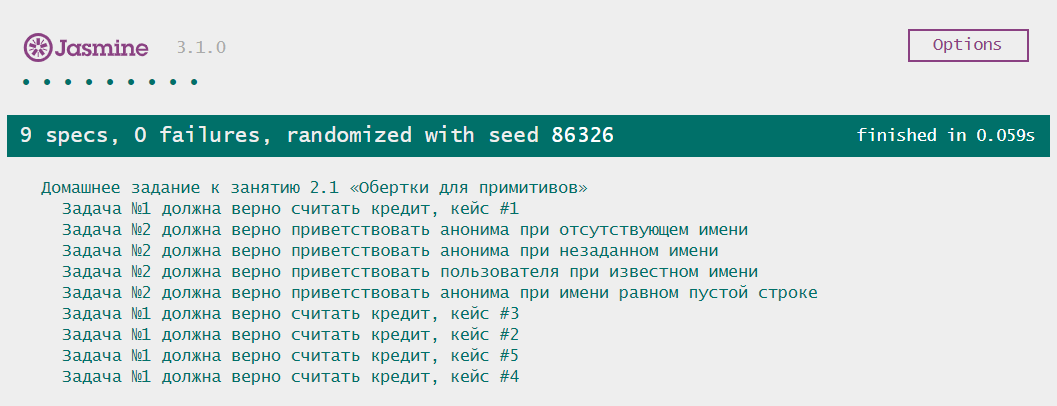 Jasmine 3.1.0 Options
• • • • • • • • •
9 specs, 0 failures, randomized with seed 86326 finished in 0.059s
Домашнее задание к занятию 2.1 «Обертки для примитивов»
Задача №1 должна верно считать кредит, кейс #1
Задача №2 должна верно приветствовать анонима при отсутствующем имени
Задача №2 должна верно приветствовать анонима при незаданном имени
Задача №2 должна верно приветствовать пользователя при известном имени
Задача №2 должна верно приветствовать анонима при имени равном пустой строке
Задача №1 должна верно считать кредит, кейс #3
Задача №1 должна верно считать кредит, кейс #2
Задача №1 должна верно считать кредит, кейс #5
Задача №1 должна верно считать кредит, кейс #4